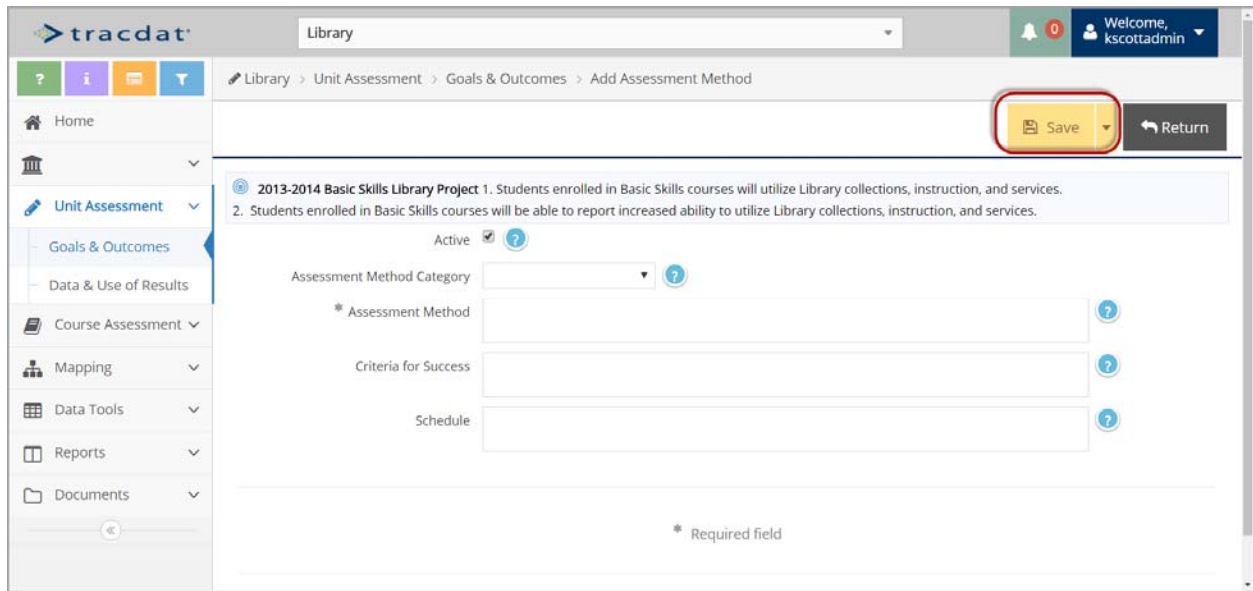 tracdat
Library
0
Welcome,
kscottadmin
?
i
Library > Unit Assessment > Goals & Outcomes > Add Assessment Method
Home
Save
Return
Unit Assessment
Goals & Outcomes
Data & Use of Results
Course Assessment
Mapping
Data Tools
Reports
Documents
2013-2014 Basic Skills Library Project 1. Students enrolled in Basic Skills courses will utilize Library collections, instruction, and services.
2. Students enrolled in Basic Skills courses will be able to report increased ability to utilize Library collections, instruction, and services.
Active ?
Assessment Method Category ?
* Assessment Method ?
Criteria for Success ?
Schedule ?
* Required field